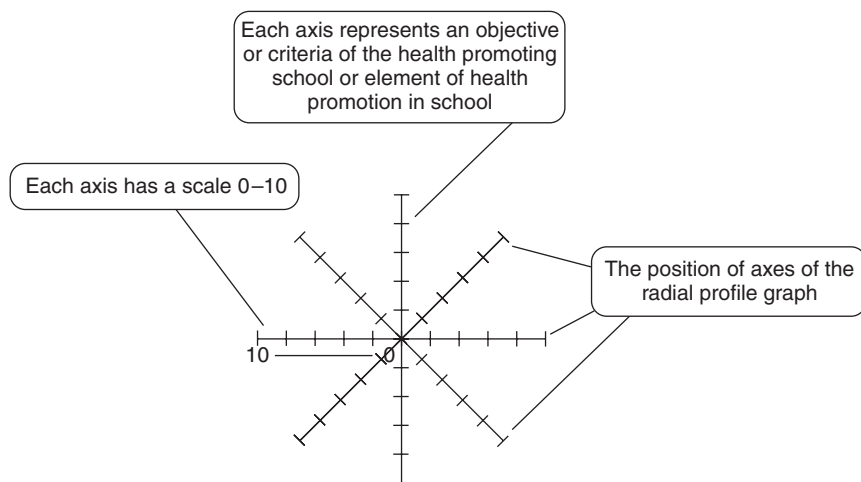 Each axis represents an objective
or criteria of the health promoting
school or element of health
promotion in school
Each axis has a scale 0–10
The position of axes of the
radial profile graph
10
0